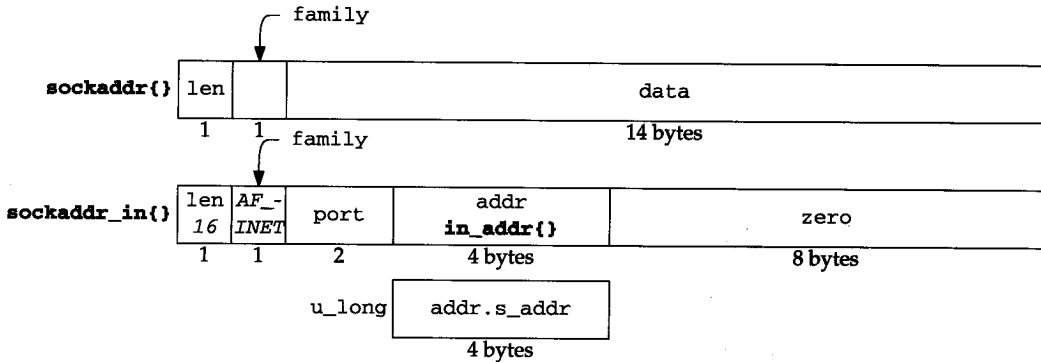 family
sockaddr{} len data
1 1 14 bytes
family
sockaddr_in{} len 16 AF_- INET port addr in_addr{} zero
1 1 2 4 bytes 8 bytes
u_long addr.s_addr
4 bytes